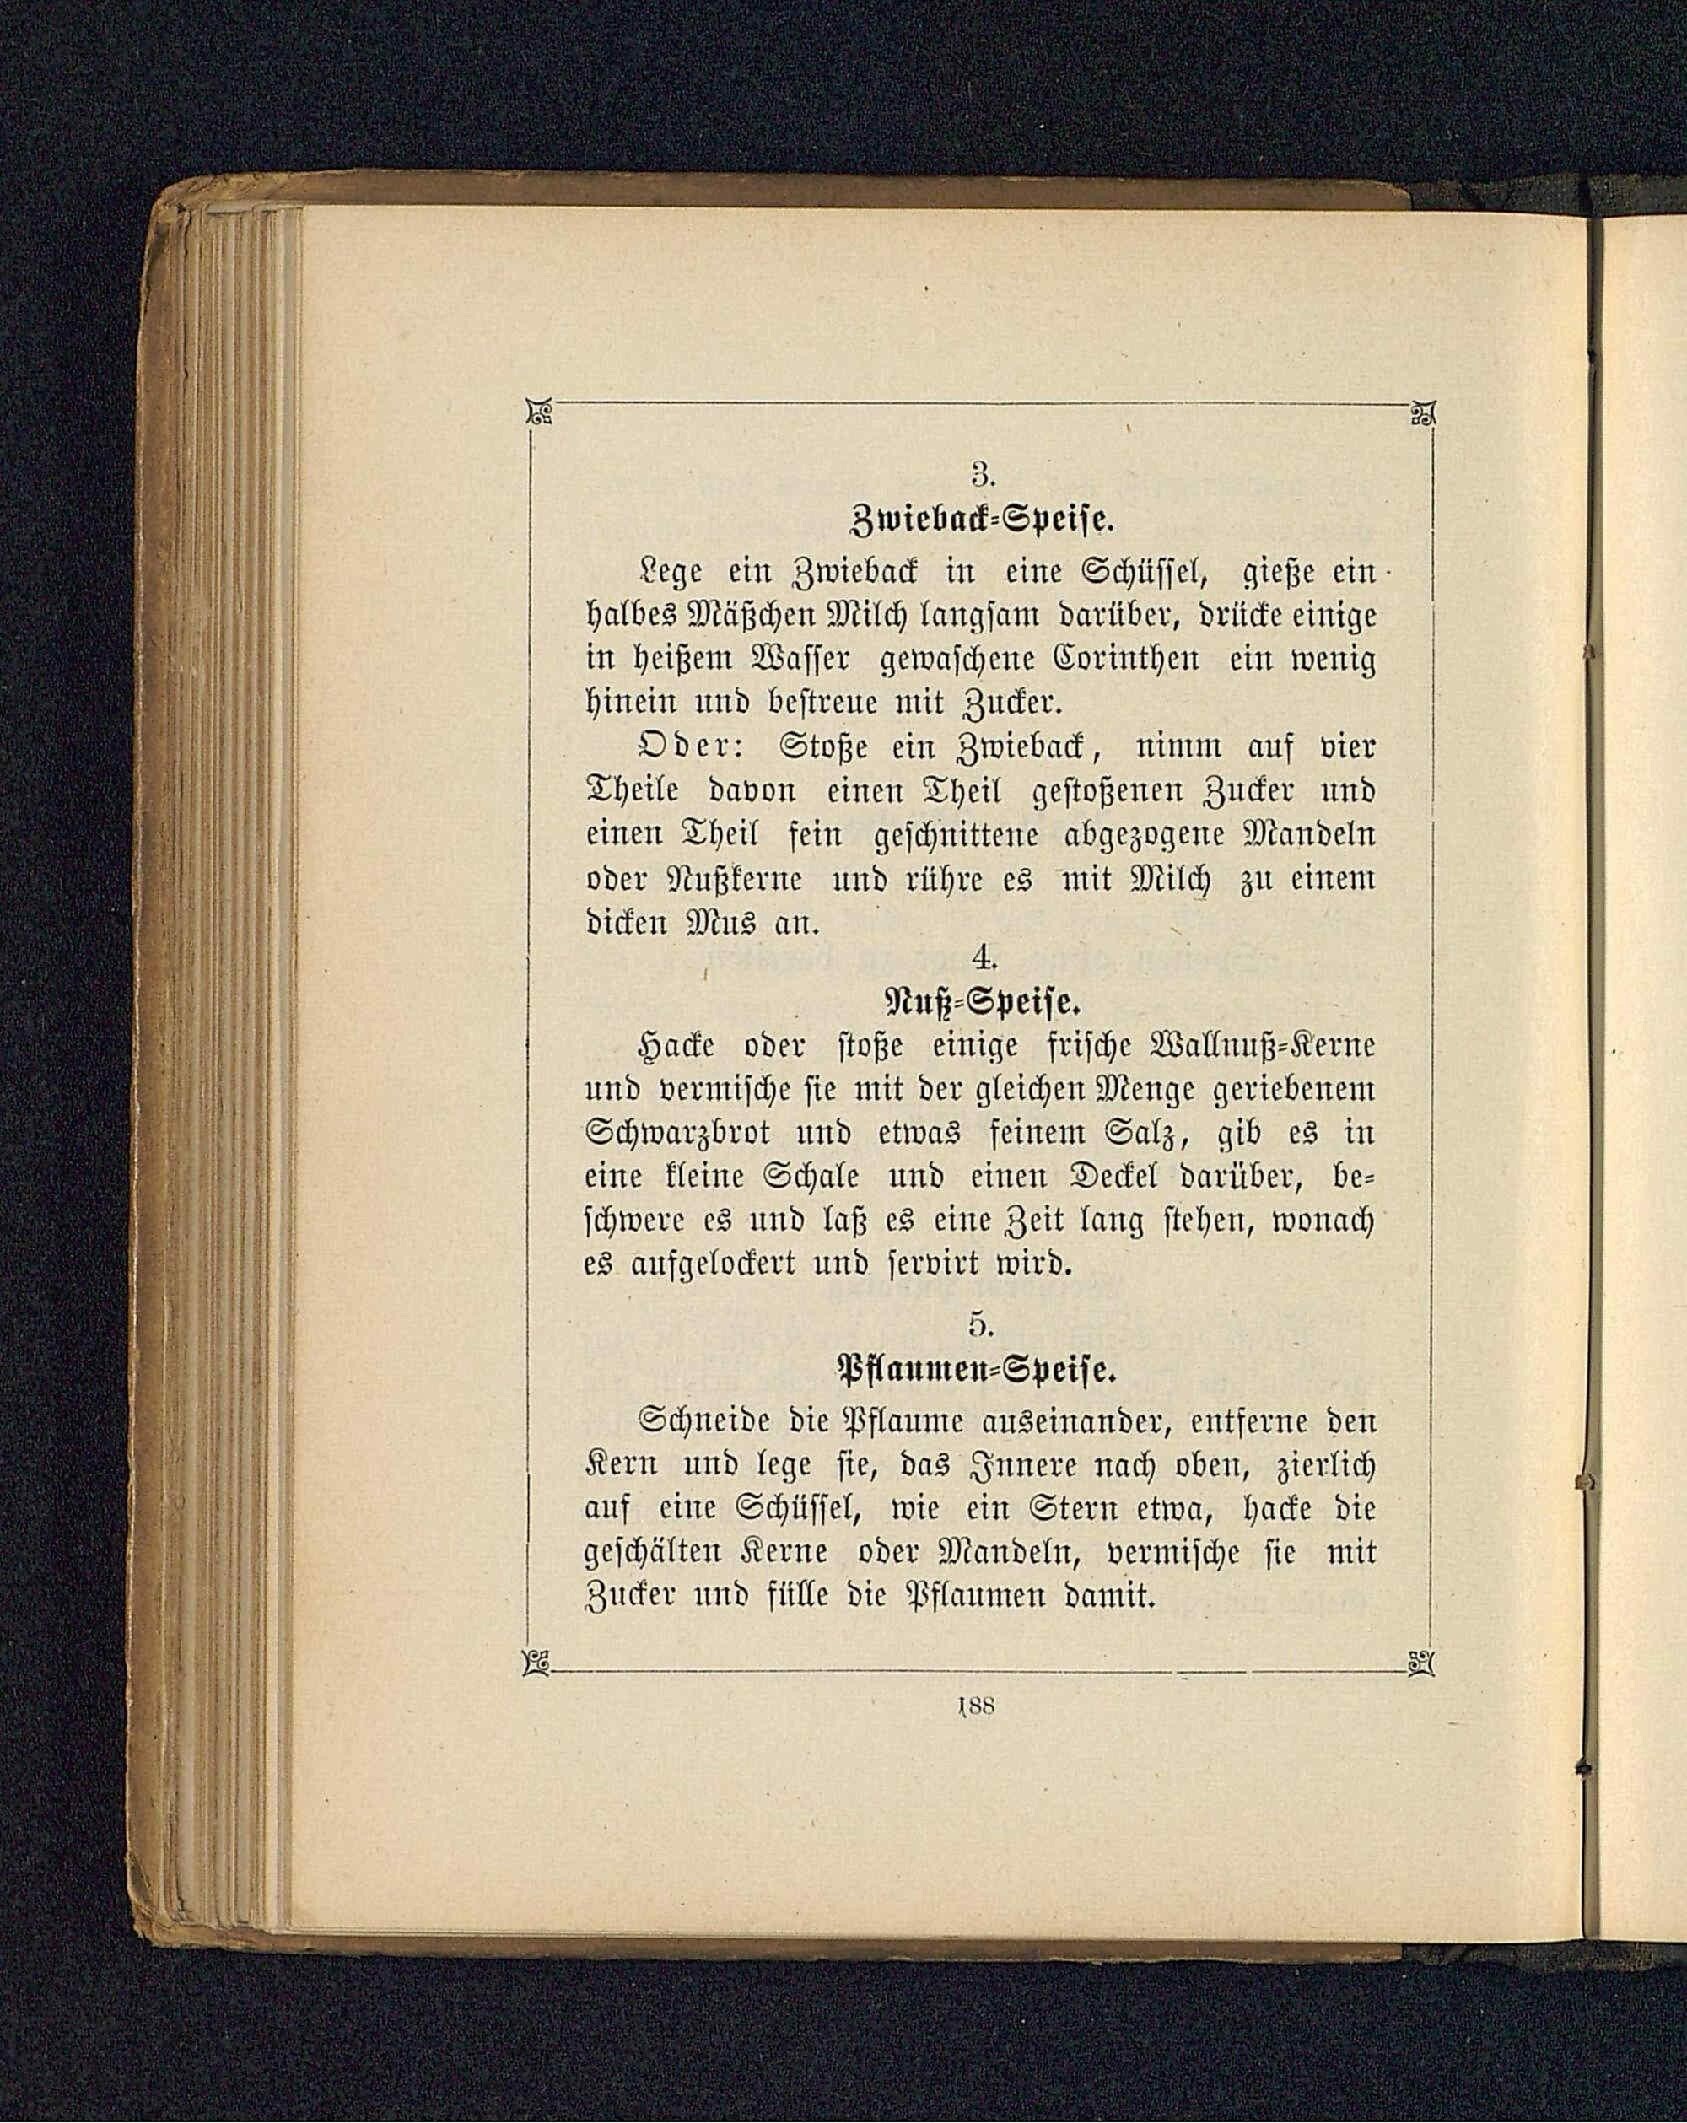 3.
Zwieback-Speise.
Lege ein Zwieback in eine Schüssel, gieße ein
halbes Mäßchen Milch langsam darüber, drücke einige
in heißem Wasser gewaschene Corinthen ein wenig
hinein und bestreue mit Zucker.
Oder: Stoße ein Zwieback, nimm auf vier
Theile davon einen Theil gestoßenen Zucker und
einen Theil fein geschnittene abgezogene Mandeln
oder Nußkerne und rühre es mit Milch zu einem
dicken Mus an.
4.
Nuß-Speise.
Hacke oder stoße einige frische Wallnuß-Kerne
und vermische sie mit der gleichen Menge geriebenem
Schwarzbrot und etwas feinem Salz, gib es in
eine kleine Schale und einen Deckel darüber, be-
schwere es und laß es eine Zeit lang stehen, wonach
es aufgelockert und servirt wird.
5.
Pflaumen-Speise.
Schneide die Pflaume auseinander, entferne den
Kern und lege sie, das Innere nach oben, zierlich
auf eine Schüssel, wie ein Stern etwa, hacke die
geschälten Kerne oder Mandeln, vermische sie mit
Zucker und fülle die Pflaumen damit.
188